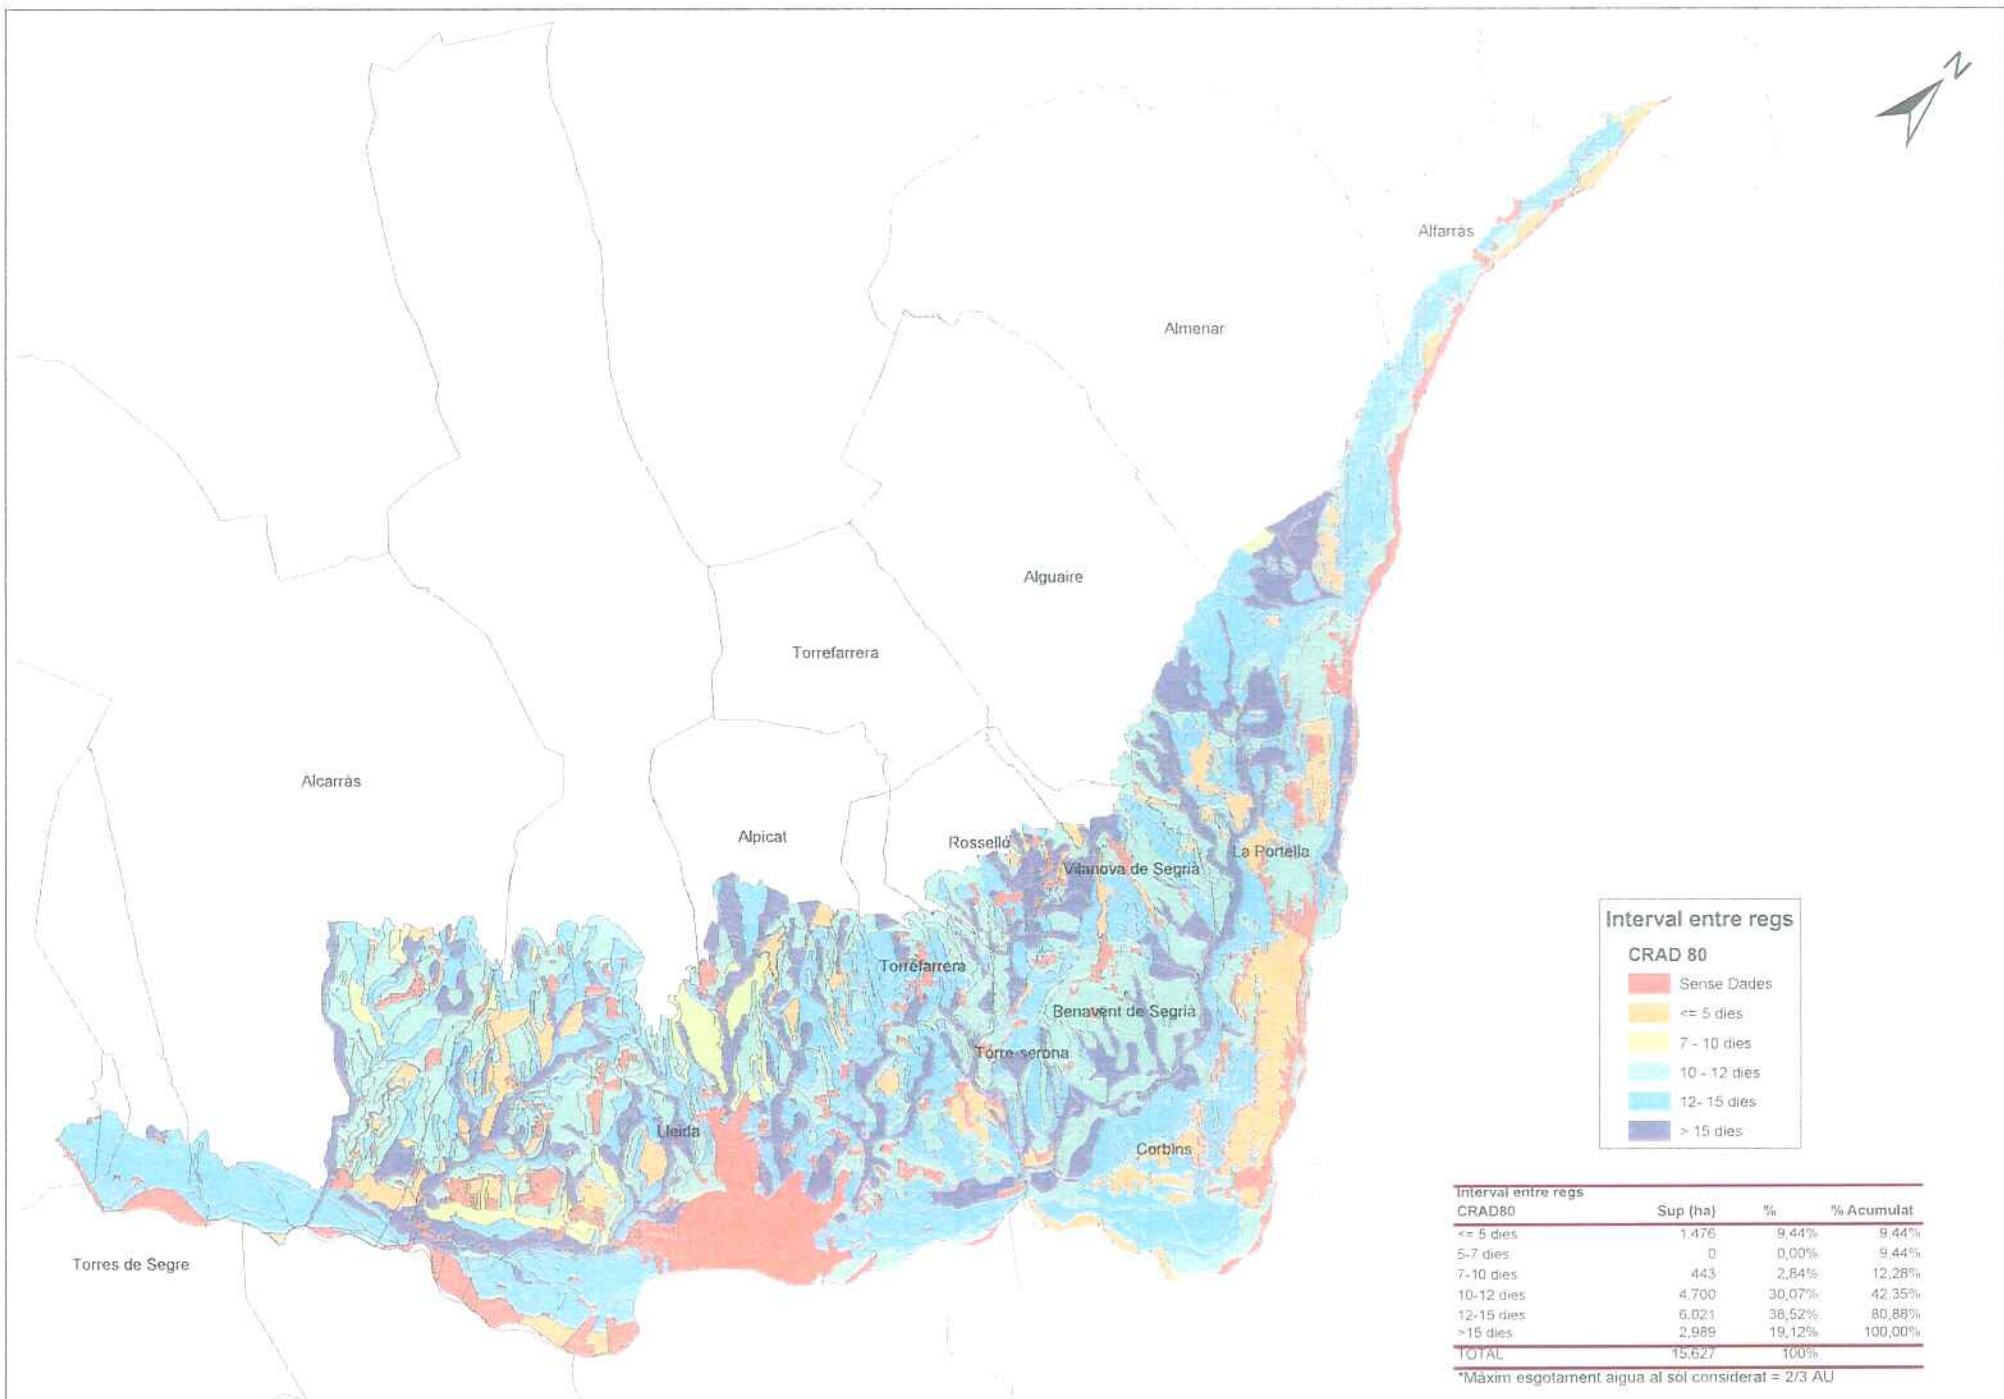 N
Alfarràs
Almenar
Alguaire
Torrefarrera
Alcarràs
Alpicat
Rosselló
La Portella
Vilanova de Segrià
Torrefarrera
Benavent de Segrià
Torre-serona
Lleida
Corbins
Torres de Segre
Interval entre regs
CRAD 80
Sense Dades
<= 5 dies
7 - 10 dies
10 - 12 dies
12- 15 dies
> 15 dies
Interval entre regs
CRAD80 Sup (ha) % % Acumulat
<= 5 dies 1.476 9,44% 9,44%
5-7 dies 0 0,00% 9,44%
7-10 dies 443 2,84% 12,28%
10-12 dies 4.700 30,07% 42,35%
12-15 dies 6.021 38,52% 80,88%
>15 dies 2.989 19,12% 100,00%
TOTAL 15.627 100%
*Màxim esgotament aigua al sòl considerat = 2/3 AU